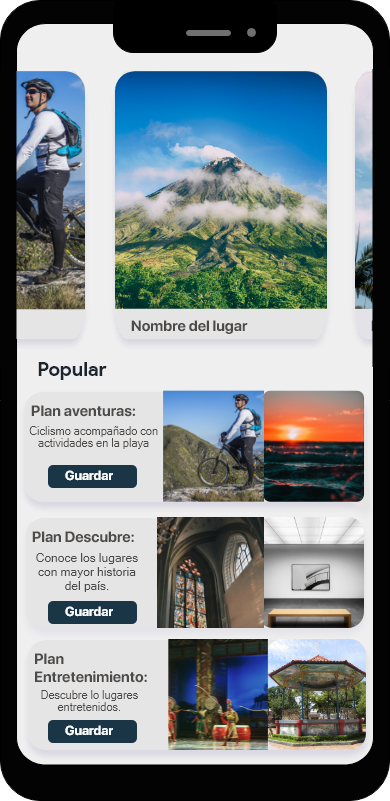 Nombre del lugar
Popular
Plan aventuras:
Ciclismo acompañado con
actividades en la playa
Guardar
Plan Descubre:
Conoce los lugares
con mayor historia
del país.
Guardar
Plan
Entretenimiento:
Descubre lo lugares
entretenidos.
Guardar